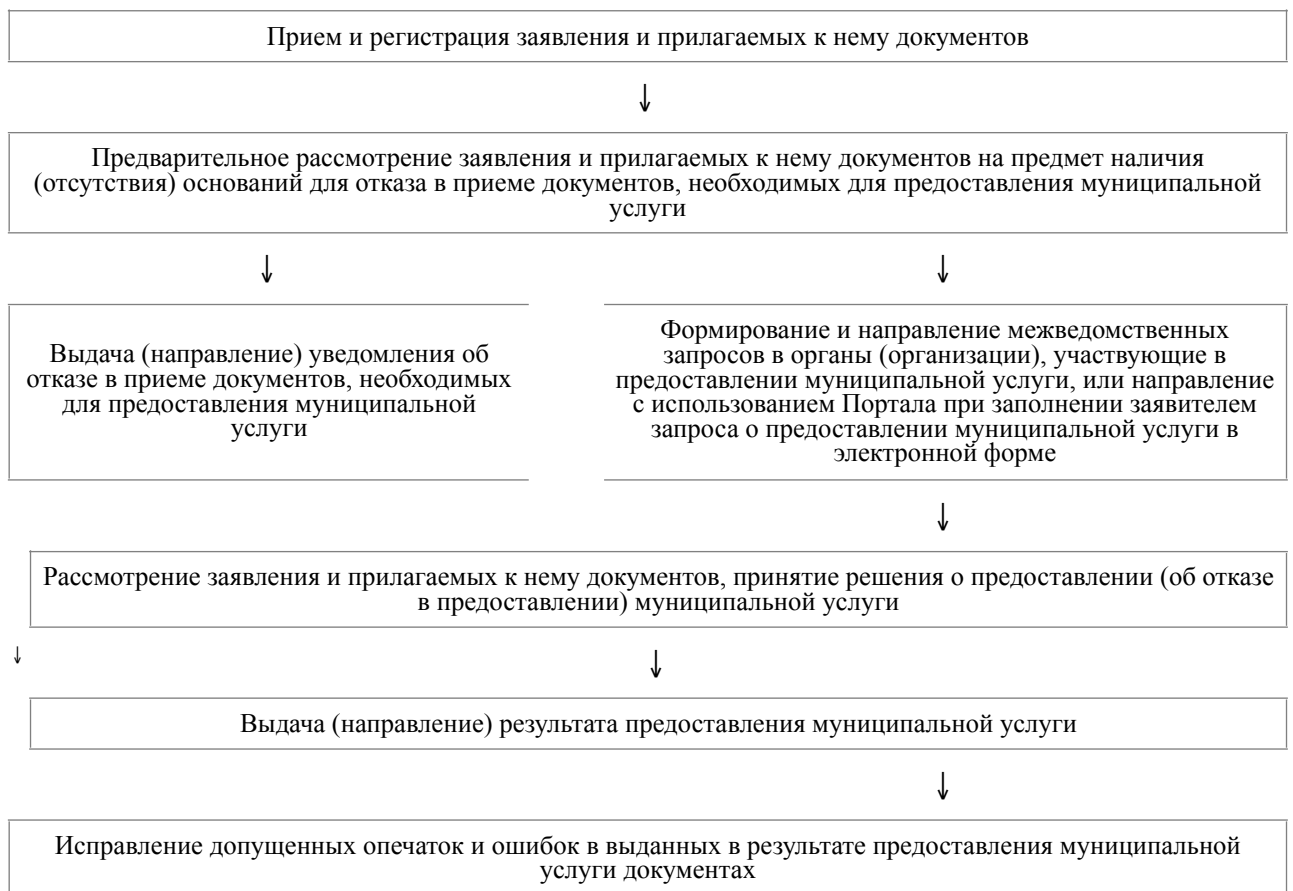 Прием и регистрация заявления и прилагаемых к нему документов
↓
Предварительное рассмотрение заявления и прилагаемых к нему документов на предмет наличия
(отсутствия) оснований для отказа в приеме документов, необходимых для предоставления муниципальной
услуги
↓ ↓
Выдача (направление) уведомления об
отказе в приеме документов, необходимых
для предоставления муниципальной
услуги
Формирование и направление межведомственных
запросов в органы (организации), участвующие в
предоставлении муниципальной услуги, или направление
с использованием Портала при заполнении заявителем
запроса о предоставлении муниципальной услуги в
электронной форме
↓
Рассмотрение заявления и прилагаемых к нему документов, принятие решения о предоставлении (об отказе
в предоставлении) муниципальной услуги
↓ ↓
Выдача (направление) результата предоставления муниципальной услуги
↓
Исправление допущенных опечаток и ошибок в выданных в результате предоставления муниципальной
услуги документах